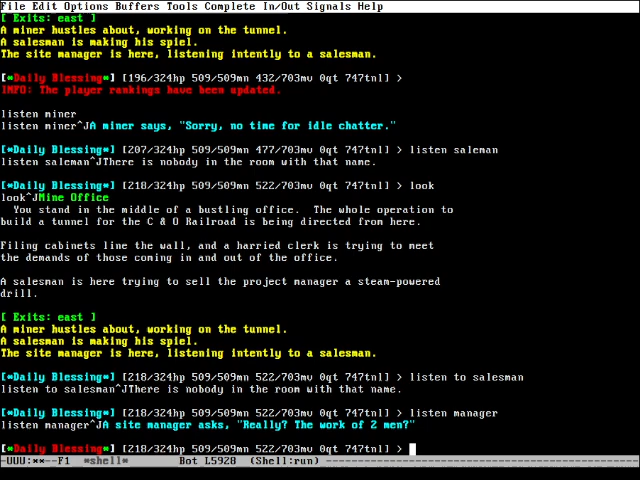 File Edit Options Buffers Tools Complete In/Out Signals Help
[ Exits: east ]
A miner hustles about, working on the tunnel.
A salesman is making his spiel.
The site manager is here, listening intently to a salesman.
[*Daily Blessing*] [196/324hp 509/509mn 432/703mv 0qt 747tnl] >
INFO: The player rankings have been updated.
listen miner
listen miner^JA miner says, "Sorry, no time for idle chatter."
[*Daily Blessing*] [207/324hp 509/509mn 477/703mv 0qt 747tnl] > listen saleman
listen saleman^JThere is nobody in the room with that name.
[*Daily Blessing*] [218/324hp 509/509mn 522/703mv 0qt 747tnl] > look
look^JMine Office
You stand in the middle of a bustling office.  The whole operation to
build a tunnel for the C & O Railroad is being directed from here.
Filing cabinets line the wall, and a harried clerk is trying to meet
the demands of those coming in and out of the office.
A salesman is here trying to sell the project manager a steam-powered
drill.
[ Exits: east ]
A miner hustles about, working on the tunnel.
A salesman is making his spiel.
The site manager is here, listening intently to a salesman.
[*Daily Blessing*] [218/324hp 509/509mn 522/703mv 0qt 747tnl] > listen to salesman
listen to salesman^JThere is nobody in the room with that name.
[*Daily Blessing*] [218/324hp 509/509mn 522/703mv 0qt 747tnl] > listen manager
listen manager^JA site manager asks, "Really? The work of 2 men?"
[*Daily Blessing*] [218/324hp 509/509mn 522/703mv 0qt 747tnl] >
-UUU:**--F1  *shell*  Bot L5928  (Shell:run)